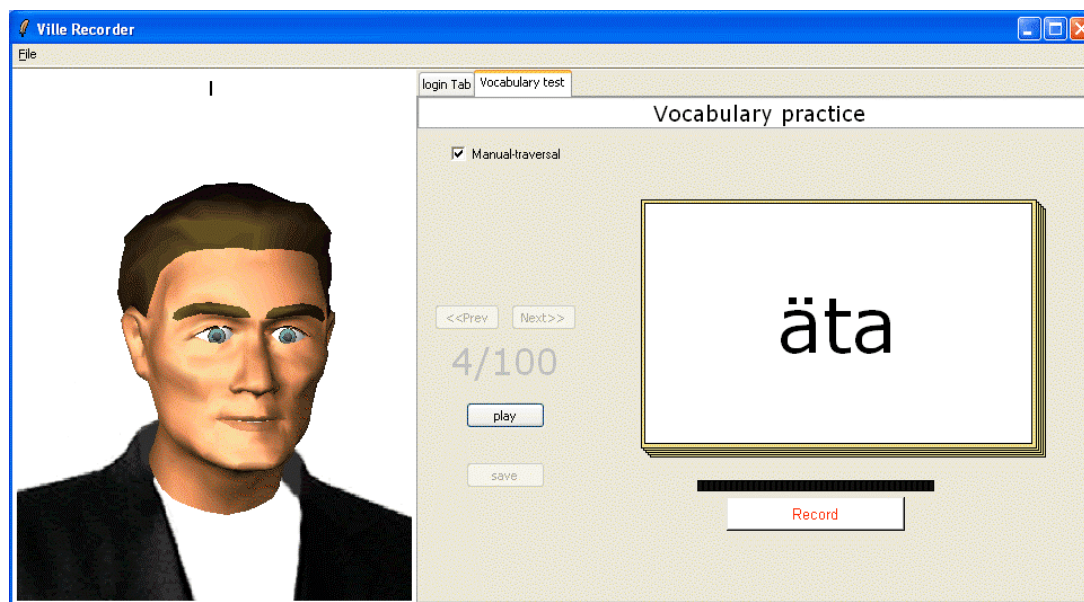 Ville Recorder
File
login Tab
Vocabulary test
Vocabulary practice
Manual-traversal
äta
<<Prev
Next>>
4/100
play
save
Record